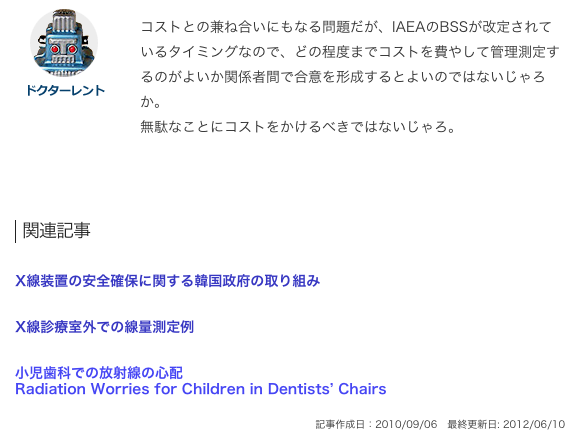 コストとの兼ね合いにもなる問題だが、IAEAのBSSが改定されて
いるタイミングなので、どの程度までコストを費やして管理測定す
るのがよいか関係者間で合意を形成するとよいのではないじゃろ
か。
無駄なことにコストをかけるべきではないじゃろ。
ドクターレント
関連記事
X線装置の安全確保に関する韓国政府の取り組み
X線診療室外での線量測定例
小児歯科での放射線の心配
Radiation Worries for Children in Dentists’ Chairs
記事作成日：2010/09/06　最終更新日: 2012/06/10